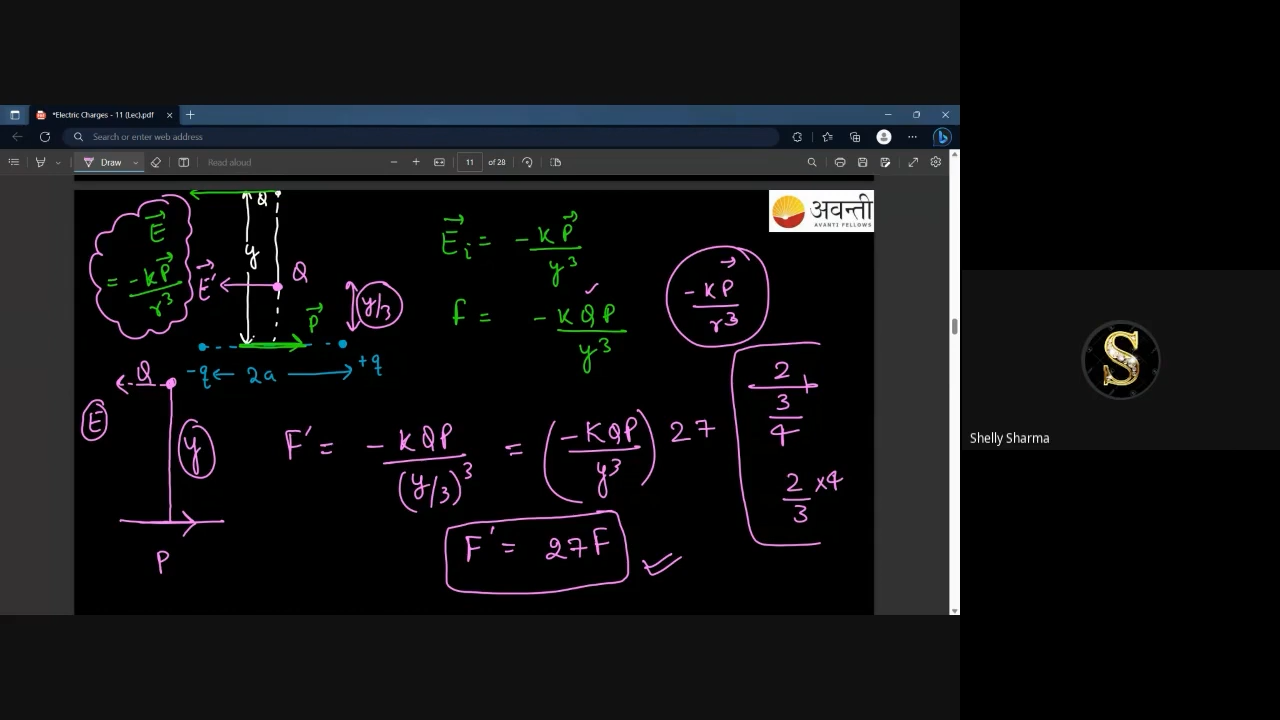 *Electric Charges - 11 (Lec).pdf
Search or enter web address
Draw
Read aloud
11 of 28
अवन्ती
AVANTI FELLOWS
Q
y
E⃗
= -kP⃗/r³
E⃗'
Q
P⃗
y/3
-q ← 2a → +q
E⃗i = -kP⃗/y³
f = -kQP/y³
-kP⃗/r³
Q
E
y
P
F' = -kQP/(y/3)³ = (-kQP/y³) 27
F' = 27F
2
3
4
2/3 ×4
S
Shelly Sharma